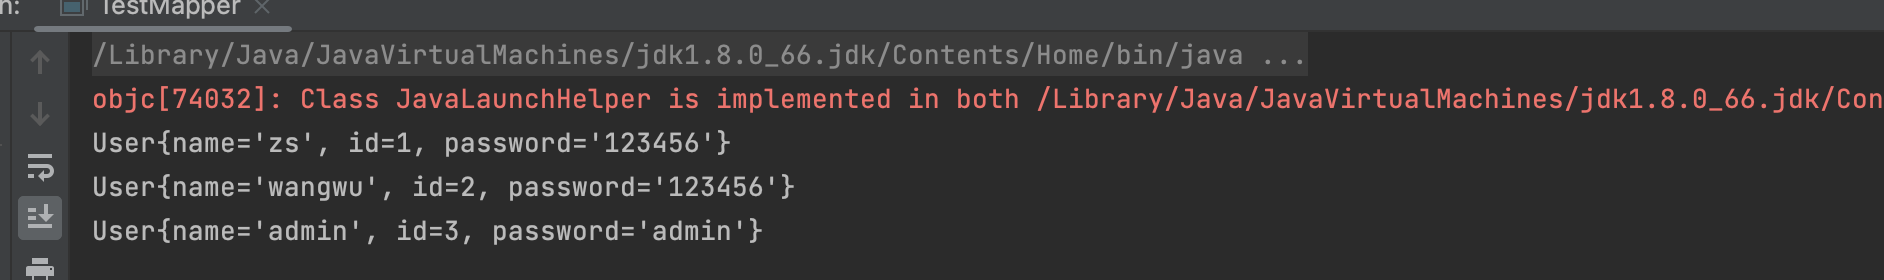 n:
TestMapper
/Library/Java/JavaVirtualMachines/jdk1.8.0_66.jdk/Contents/Home/bin/java ...
objc[74032]: Class JavaLaunchHelper is implemented in both /Library/Java/JavaVirtualMachines/jdk1.8.0_66.jdk/Con
User{name='zs', id=1, password='123456'}
User{name='wangwu', id=2, password='123456'}
User{name='admin', id=3, password='admin'}